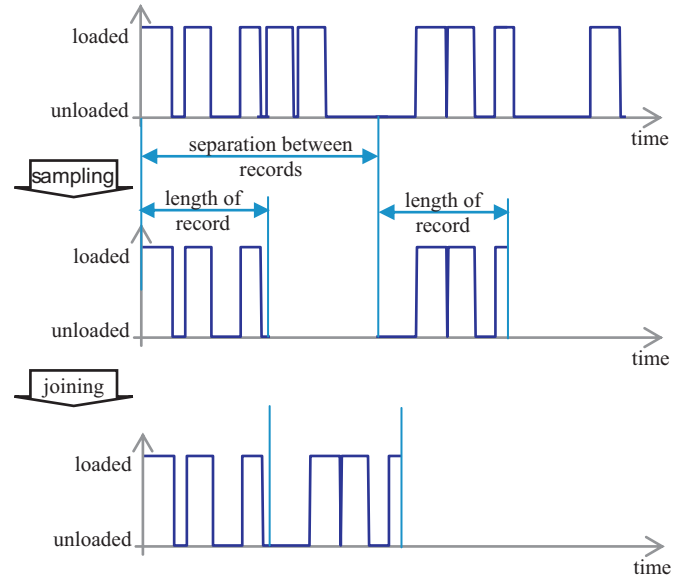 loaded
unloaded
time
separation between
records
sampling
length of
record
length of
record
loaded
unloaded
time
joining
loaded
unloaded
time